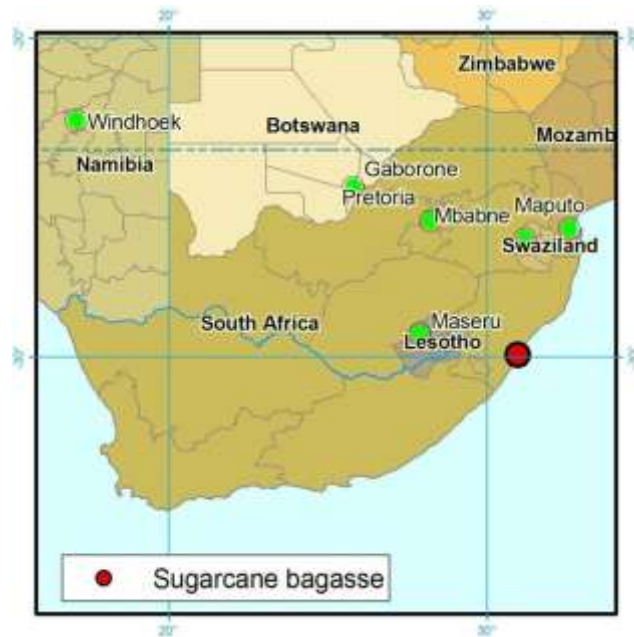 20°
30°
Zimbabwe
Windhoek
Botswana
Mozamb
Namibia
Gaborone
Pretoria
Maputo
Mbabne
Swaziland
South Africa
Maseru
Lesotho
Sugarcane bagasse
20°
30°